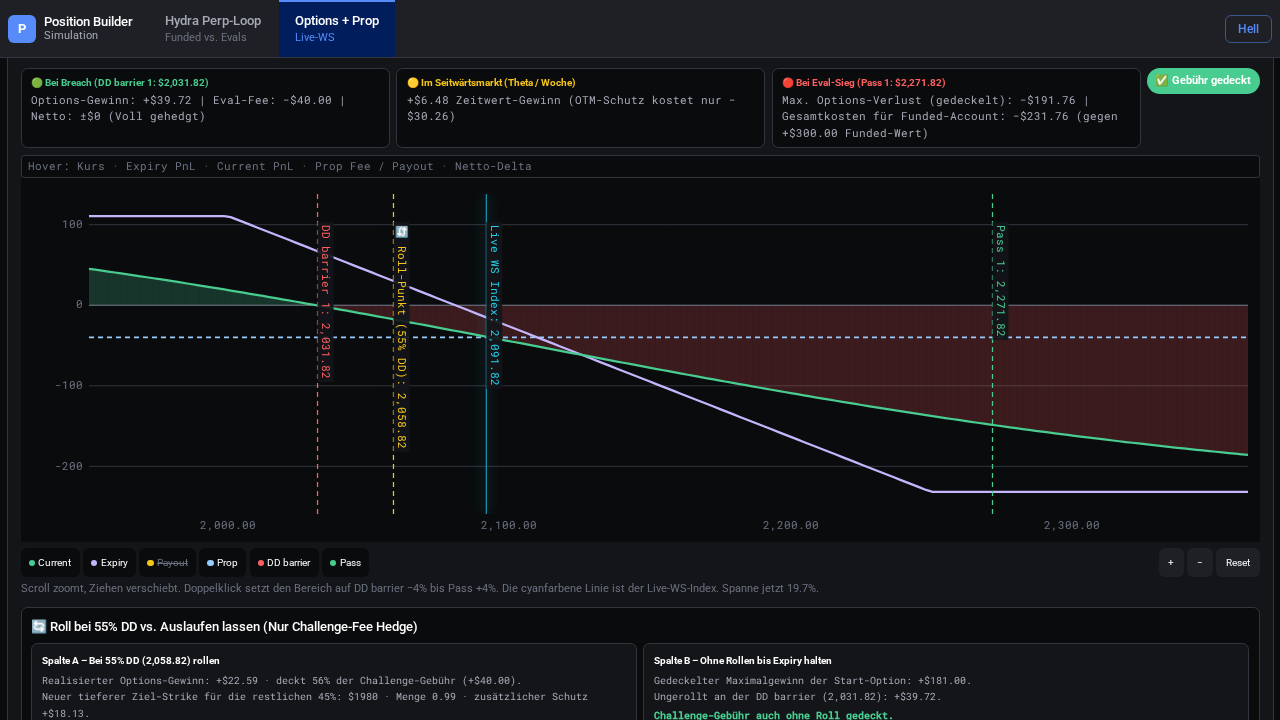 P
Position Builder
Simulation
Hydra Perp-Loop
Funded vs. Evals
Options + Prop
Live-WS
Hell
🟢 Bei Breach (DD barrier 1: $2,031.82)
Options-Gewinn: +$39.72 | Eval-Fee: −$40.00 |
Netto: ±$0 (Voll gehedgt)
🟡 Im Seitwärtsmarkt (Theta / Woche)
+$6.48 Zeitwert-Gewinn (OTM-Schutz kostet nur −
$30.26)
🔴 Bei Eval-Sieg (Pass 1: $2,271.82)
Max. Options-Verlust (gedeckelt): −$191.76 |
Gesamtkosten für Funded-Account: −$231.76 (gegen
+$300.00 Funded-Wert)
✅ Gebühr gedeckt
Hover: Kurs · Expiry PnL · Current PnL · Prop Fee / Payout · Netto-Delta
100
0
-100
-200
DD barrier 1: 2,031.82
🔄 Roll-Punkt (55% DD): 2,058.82
Live WS Index: 2,091.82
Pass 1: 2,271.82
2,000.00
2,100.00
2,200.00
2,300.00
Current
Expiry
Payout
Prop
DD barrier
Pass
+
−
Reset
Scroll zoomt, Ziehen verschiebt. Doppelklick setzt den Bereich auf DD barrier −4% bis Pass +4%. Die cyanfarbene Linie ist der Live-WS-Index. Spanne jetzt 19.7%.
🔄 Roll bei 55% DD vs. Auslaufen lassen (Nur Challenge-Fee Hedge)
Spalte A – Bei 55% DD (2,058.82) rollen
Realisierter Options-Gewinn: +$22.59 · deckt 56% der Challenge-Gebühr (+$40.00).
Neuer tieferer Ziel-Strike für die restlichen 45%: $1980 · Menge 0.99 · zusätzlicher Schutz
+$18.13.
Spalte B – Ohne Rollen bis Expiry halten
Gedeckelter Maximalgewinn der Start-Option: +$181.00.
Ungerollt an der DD barrier (2,031.82): +$39.72.
Challenge-Gebühr auch ohne Roll gedeckt.